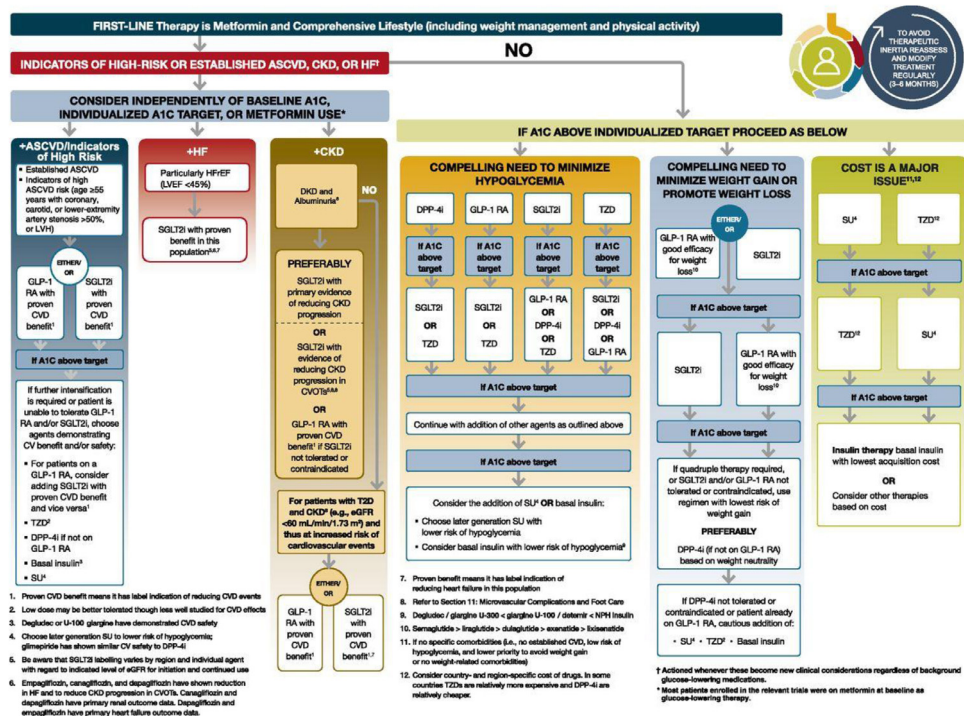 FIRST-LINE Therapy is Metformin and Comprehensive Lifestyle (including weight management and physical activity)
TO AVOID
THERAPEUTIC
INERTIA REASSESS
AND MODIFY
TREATMENT
REGULARLY
(3–6 MONTHS)
NO
INDICATORS OF HIGH-RISK OR ESTABLISHED ASCVD, CKD, OR HF†
CONSIDER INDEPENDENTLY OF BASELINE A1C,
INDIVIDUALIZED A1C TARGET, OR METFORMIN USE*
IF A1C ABOVE INDIVIDUALIZED TARGET PROCEED AS BELOW
+ASCVD/Indicators
of High Risk
▪ Established ASCVD
▪ Indicators of high
ASCVD risk (age ≥55
years with coronary,
carotid, or lower-extremity
artery stenosis >50%,
or LVH)
EITHER/
OR
GLP-1
RA with
proven
CVD
benefit¹
SGLT2i
with
proven
CVD
benefit¹
If A1C above target
If further intensification
is required or patient is
unable to tolerate GLP-1
RA and/or SGLT2i, choose
agents demonstrating
CV benefit and/or safety:
▪ For patients on a
GLP-1 RA, consider
adding SGLT2i with
proven CVD benefit
and vice versa¹
▪ TZD²
▪ DPP-4i if not on
GLP-1 RA
▪ Basal insulin³
▪ SU⁴
+HF
Particularly HFrEF
(LVEF <45%)
SGLT2i with proven
benefit in this
population⁵,⁶,⁷
+CKD
DKD and
Albuminuria⁸
NO
PREFERABLY
SGLT2i with
primary evidence
of reducing CKD
progression
OR
SGLT2i with
evidence of
reducing CKD
progression in
CVOTs⁵,⁶,⁸
OR
GLP-1 RA with
proven CVD
benefit¹ if SGLT2i
not tolerated or
contraindicated
For patients with T2D
and CKD⁸ (e.g., eGFR
<60 mL/min/1.73 m²) and
thus at increased risk of
cardiovascular events
EITHER/
OR
GLP-1
RA with
proven
CVD
benefit¹
SGLT2i
with
proven
CVD
benefit¹,⁷
COMPELLING NEED TO MINIMIZE
HYPOGLYCEMIA
DPP-4i
GLP-1 RA
SGLT2i
TZD
If A1C
above
target
If A1C
above
target
If A1C
above
target
If A1C
above
target
SGLT2i
OR
TZD
SGLT2i
OR
TZD
GLP-1 RA
OR
DPP-4i
OR
TZD
SGLT2i
OR
DPP-4i
OR
GLP-1 RA
If A1C above target
Continue with addition of other agents as outlined above
If A1C above target
Consider the addition of SU⁴ OR basal insulin:
▪ Choose later generation SU with
lower risk of hypoglycemia
▪ Consider basal insulin with lower risk of hypoglycemia⁹
COMPELLING NEED TO
MINIMIZE WEIGHT GAIN OR
PROMOTE WEIGHT LOSS
EITHER/
OR
GLP-1 RA with
good efficacy
for weight
loss¹⁰
SGLT2i
If A1C above target
SGLT2i
GLP-1 RA with
good efficacy
for weight
loss¹⁰
If A1C above target
If quadruple therapy required,
or SGLT2i and/or GLP-1 RA not
tolerated or contraindicated, use
regimen with lowest risk of
weight gain
PREFERABLY
DPP-4i (if not on GLP-1 RA)
based on weight neutrality
If DPP-4i not tolerated
or contraindicated or patient already
on GLP-1 RA, cautious addition of:
▪ SU⁴ ▪ TZD² ▪ Basal insulin
COST IS A MAJOR
ISSUE¹¹,¹²
SU⁴
TZD¹²
If A1C above target
TZD¹²
SU⁴
If A1C above target
Insulin therapy basal insulin
with lowest acquisition cost
OR
Consider other therapies
based on cost
1. Proven CVD benefit means it has label indication of reducing CVD events
2. Low dose may be better tolerated though less well studied for CVD effects
3. Degludec or U-100 glargine have demonstrated CVD safety
4. Choose later generation SU to lower risk of hypoglycemia;
glimepiride has shown similar CV safety to DPP-4i
5. Be aware that SGLT2i labelling varies by region and individual agent
with regard to indicated level of eGFR for initiation and continued use
6. Empagliflozin, canagliflozin, and dapagliflozin have shown reduction
in HF and to reduce CKD progression in CVOTs. Canagliflozin and
dapagliflozin have primary renal outcome data. Dapagliflozin and
empagliflozin have primary heart failure outcome data.
7. Proven benefit means it has label indication of
reducing heart failure in this population
8. Refer to Section 11: Microvascular Complications and Foot Care
9. Degludec / glargine U-300 < glargine U-100 / detemir < NPH insulin
10. Semaglutide > liraglutide > dulaglutide > exenatide > lixisenatide
11. If no specific comorbidities (i.e., no established CVD, low risk of
hypoglycemia, and lower priority to avoid weight gain
or no weight-related comorbidities)
12. Consider country- and region-specific cost of drugs. In some
countries TZDs are relatively more expensive and DPP-4i are
relatively cheaper.
† Actioned whenever these become new clinical considerations regardless of background
glucose-lowering medications.
* Most patients enrolled in the relevant trials were on metformin at baseline as
glucose-lowering therapy.